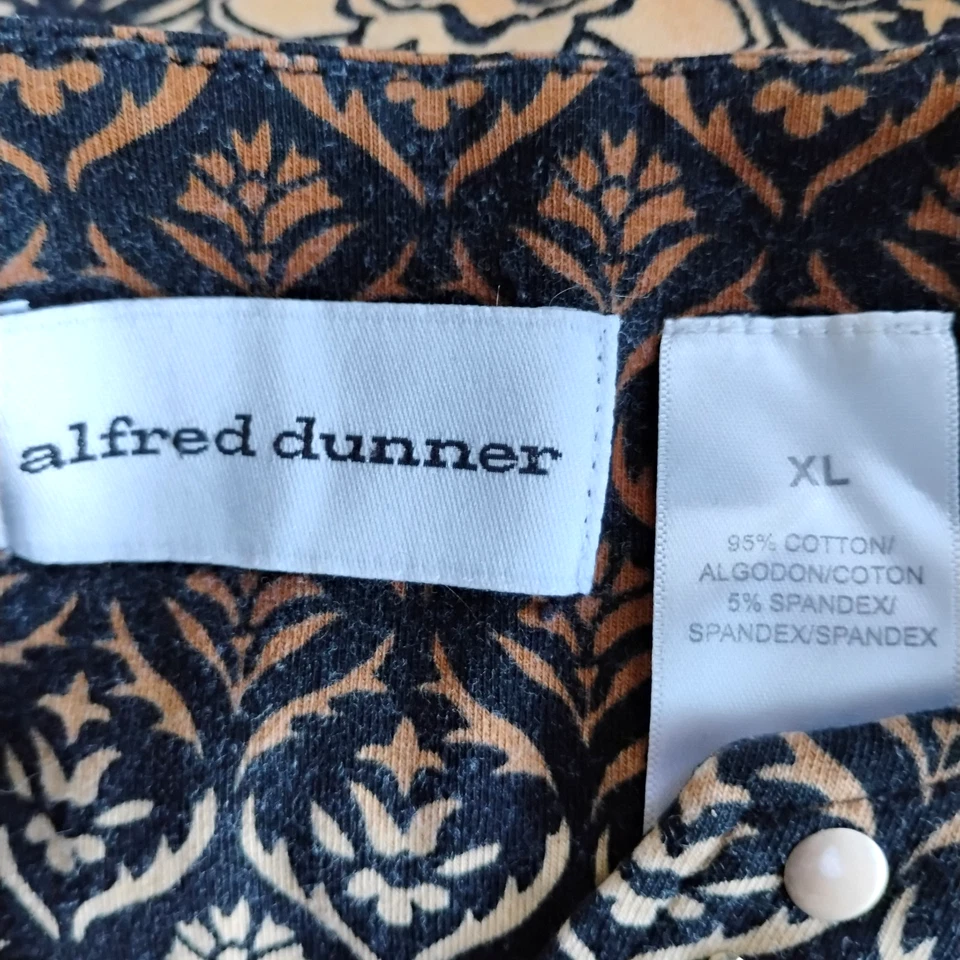 alfred dunner
XL
95% COTTON/
ALGODON/COTON
5% SPANDEX/
SPANDEX/SPANDEX